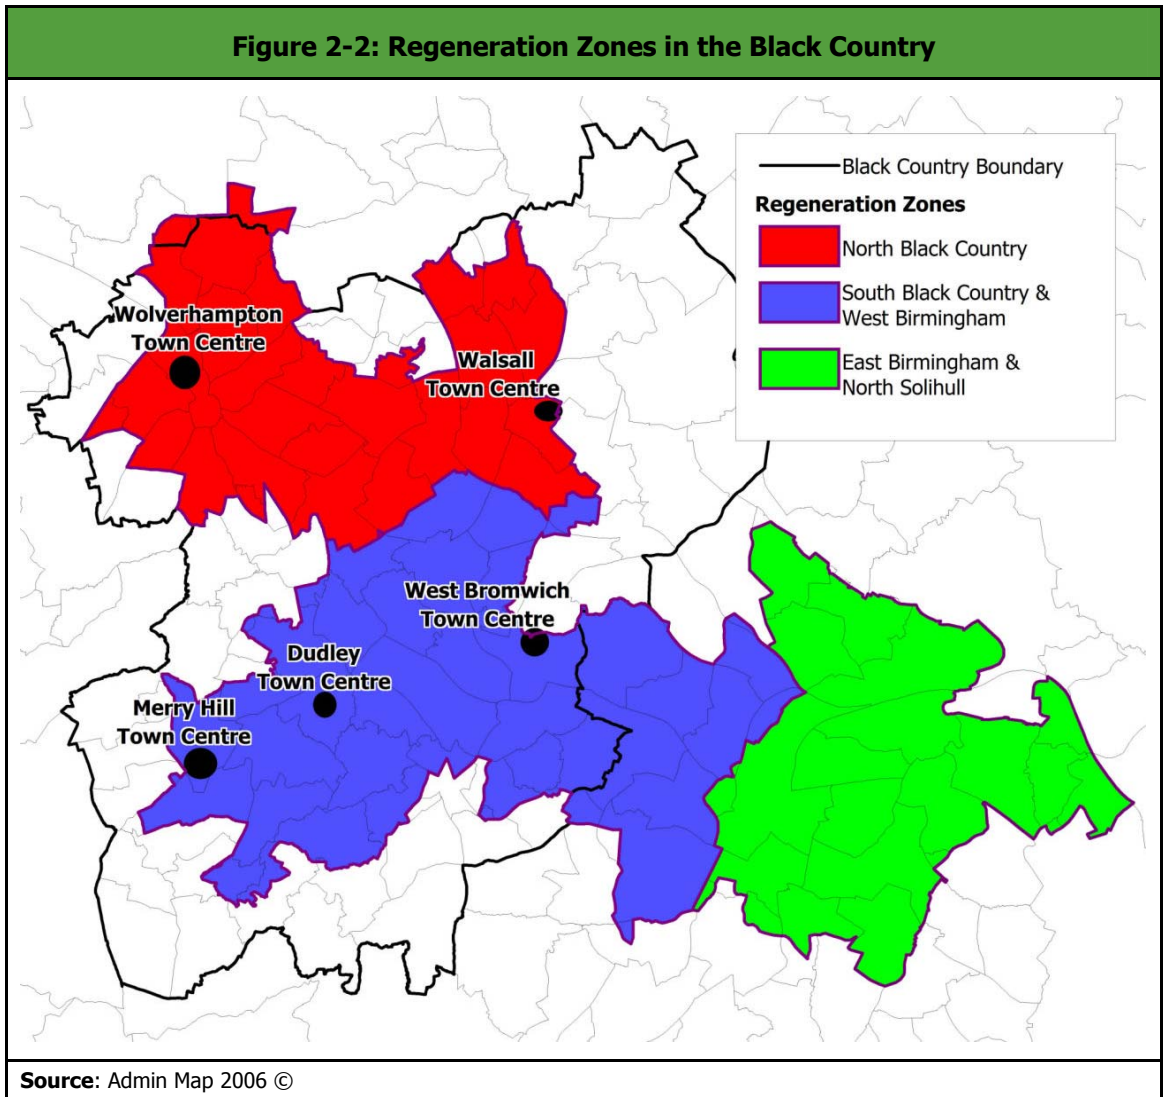 Figure 2-2: Regeneration Zones in the Black Country
Black Country Boundary
Regeneration Zones
North Black Country
South Black Country &
West Birmingham
East Birmingham &
North Solihull
Wolverhampton
Town Centre
Walsall
Town Centre
West Bromwich
Town Centre
Dudley
Town Centre
Merry Hill
Town Centre
Source: Admin Map 2006 ©